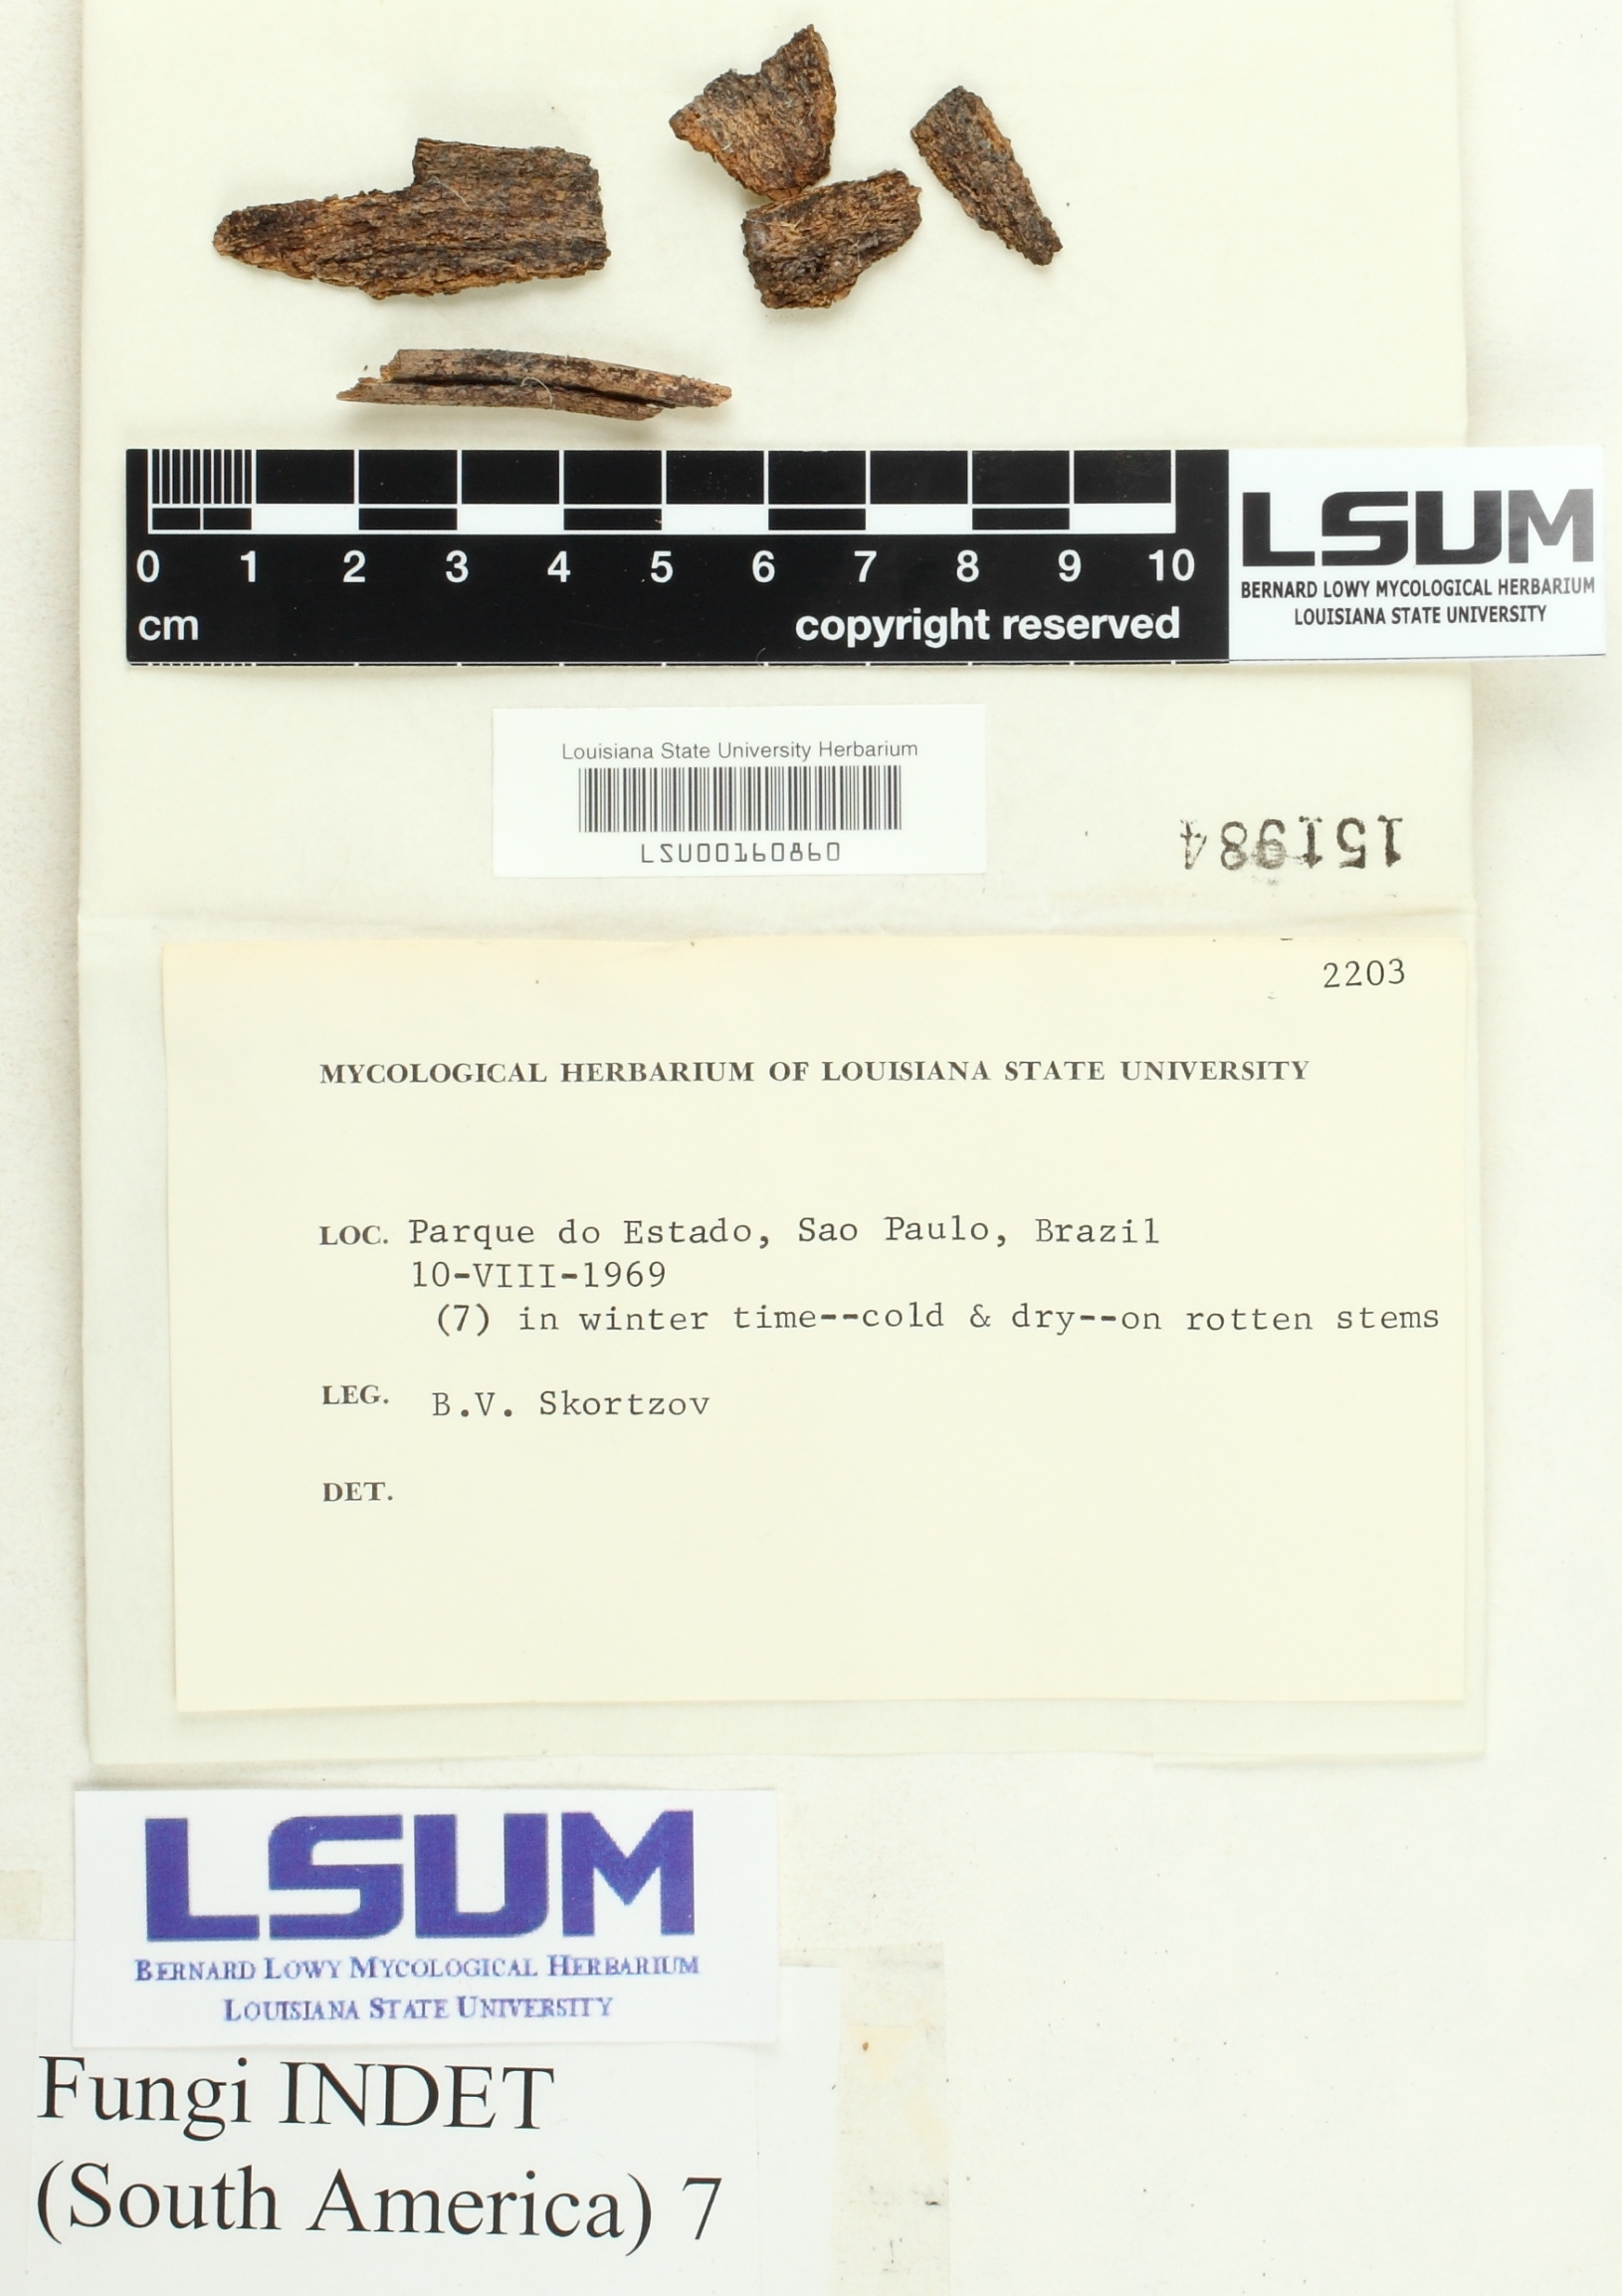 0 1 2 3 4 5 6 7 8 9 10
cm copyright reserved
LSUM
BERNARD LOWY MYCOLOGICAL HERBARIUM
LOUISIANA STATE UNIVERSITY
Louisiana State University Herbarium
LSU00160860
151984
2203
MYCOLOGICAL HERBARIUM OF LOUISIANA STATE UNIVERSITY
LOC. Parque do Estado, Sao Paulo, Brazil
10-VIII-1969
(7) in winter time--cold & dry--on rotten stems
LEG. B.V. Skortzov
DET.
LSUM
BERNARD LOWY MYCOLOGICAL HERBARIUM
LOUISIANA STATE UNIVERSITY
Fungi INDET
(South America) 7